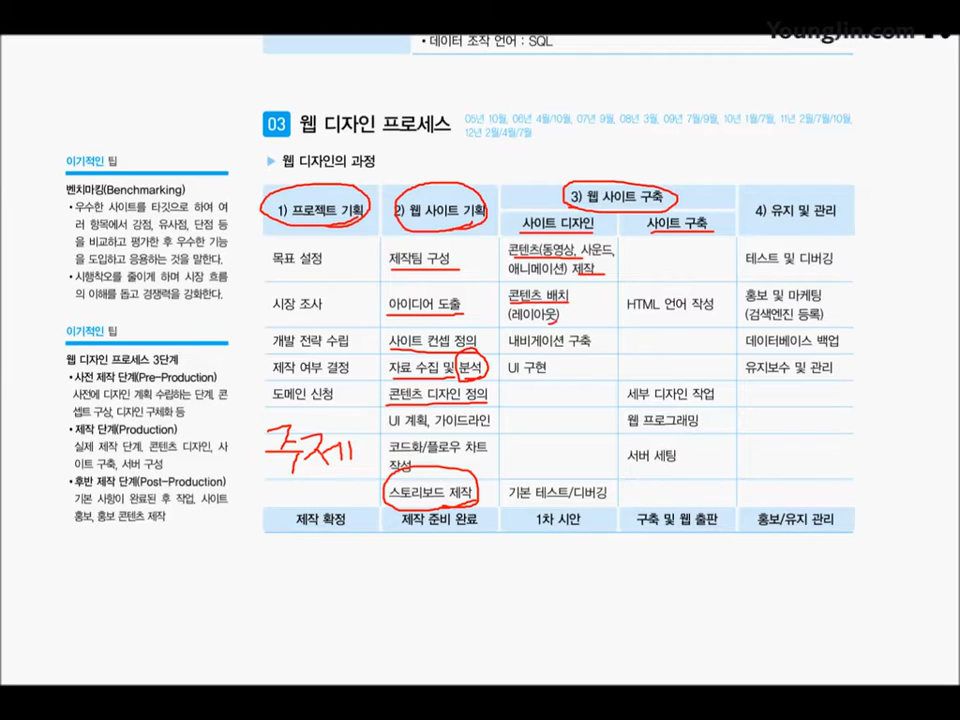 YoungJin.com
• 데이터 조작 언어 : SQL
03 웹 디자인 프로세스
05년 10월, 06년 4월/10월, 07년 9월, 08년 3월, 09년 7월/9월, 10년 1월/7월, 11년 2월/7월/10월,
12년 2월/4월/7월
▶ 웹 디자인의 과정
이기적인 팁
벤치마킹(Benchmarking)
• 우수한 사이트를 타깃으로 하여 여
러 항목에서 강점, 유사점, 단점 등
을 비교하고 평가한 후 우수한 기능
을 도입하고 응용하는 것을 말한다.
• 시행착오를 줄이게 하며 시장 흐름
의 이해를 돕고 경쟁력을 강화한다.
이기적인 팁
웹 디자인 프로세스 3단계
• 사전 제작 단계(Pre-Production)
사전에 디자인 계획 수립하는 단계, 콘
셉트 구상, 디자인 구체화 등
• 제작 단계(Production)
실제 제작 단계, 콘텐츠 디자인, 사
이트 구축, 서버 구성
• 후반 제작 단계(Post-Production)
기본 사항이 완료된 후 작업, 사이트
홍보, 홍보 콘텐츠 제작
1) 프로젝트 기획
2) 웹 사이트 기획
3) 웹 사이트 구축
4) 유지 및 관리
사이트 디자인
사이트 구축
목표 설정
제작팀 구성
콘텐츠(동영상, 사운드,
애니메이션) 제작
테스트 및 디버깅
시장 조사
아이디어 도출
콘텐츠 배치
(레이아웃)
HTML 언어 작성
홍보 및 마케팅
(검색엔진 등록)
개발 전략 수립
사이트 컨셉 정의
내비게이션 구축
데이터베이스 백업
제작 여부 결정
자료 수집 및 분석
UI 구현
유지보수 및 관리
도메인 신청
콘텐츠 디자인 정의
세부 디자인 작업
UI 계획, 가이드라인
웹 프로그래밍
주제
코드화/플로우 차트
작성
서버 세팅
스토리보드 제작
기본 테스트/디버깅
제작 확정
제작 준비 완료
1차 시안
구축 및 웹 출판
홍보/유지 관리